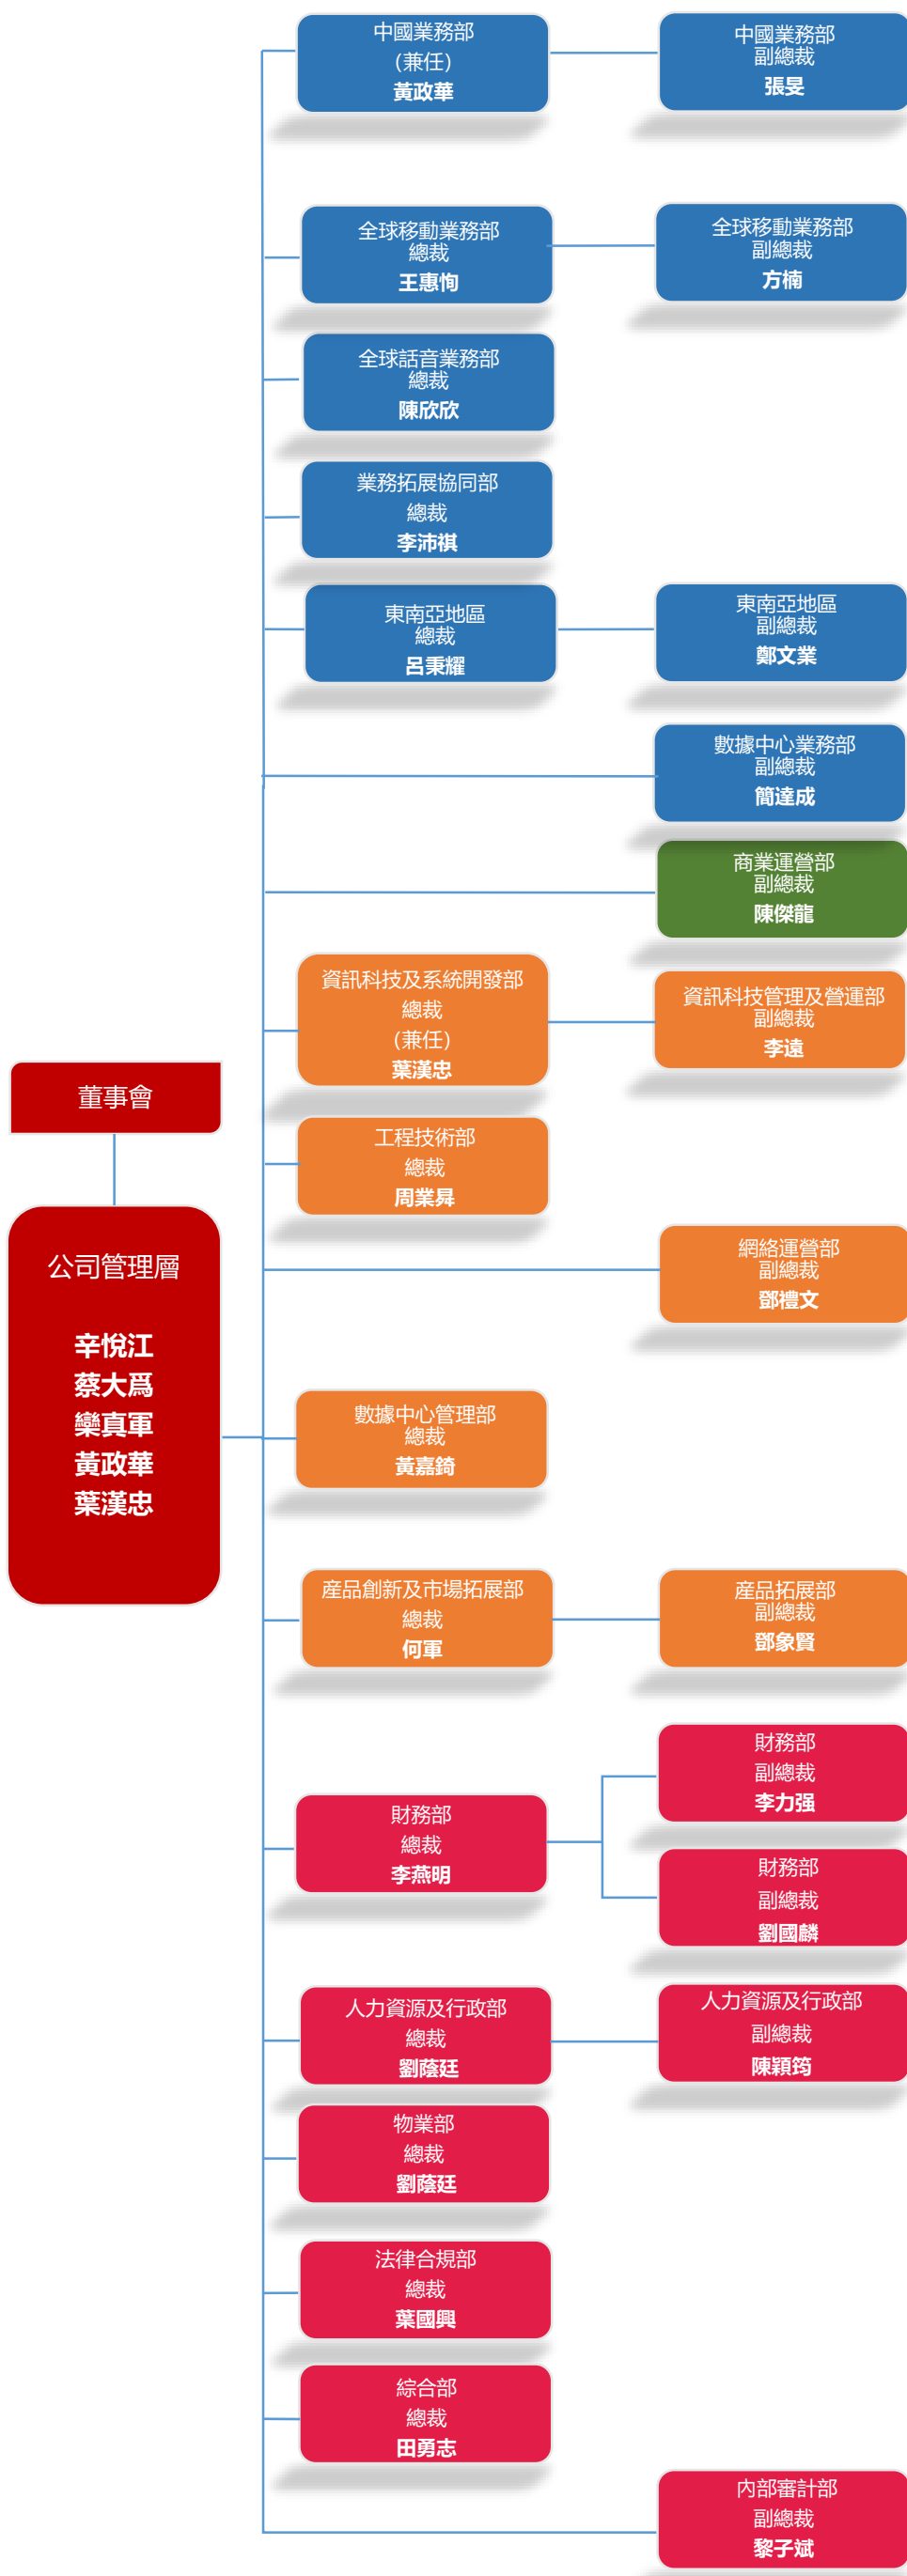 中國業務部
（兼任）
黃政華
中國業務部
副總裁
張旻
全球移動業務部
總裁
王惠恂
全球移動業務部
副總裁
方楠
全球話音業務部
總裁
陳欣欣
業務拓展協同部
總裁
李沛祺
東南亞地區
總裁
呂秉耀
東南亞地區
副總裁
鄭文業
數據中心業務部
副總裁
簡達成
商業運營部
副總裁
陳傑龍
資訊科技及系統開發部
總裁
（兼任）
葉漢忠
資訊科技管理及營運部
副總裁
李遠
董事會
工程技術部
總裁
周業昇
公司管理層
辛悅江
蔡大爲
欒真軍
黃政華
葉漢忠
網絡運營部
副總裁
鄧禮文
數據中心管理部
總裁
黃嘉錡
産品創新及市場拓展部
總裁
何軍
産品拓展部
副總裁
鄧象賢
財務部
總裁
李燕明
財務部
副總裁
李力强
財務部
副總裁
劉國麟
人力資源及行政部
總裁
劉蔭廷
人力資源及行政部
副總裁
陳穎筠
物業部
總裁
劉蔭廷
法律合規部
總裁
葉國興
綜合部
總裁
田勇志
内部審計部
副總裁
黎子斌